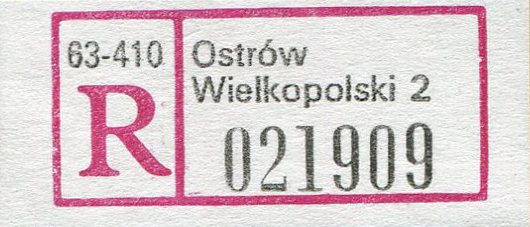 63-410
R
Ostrów
Wielkopolski 2
021909